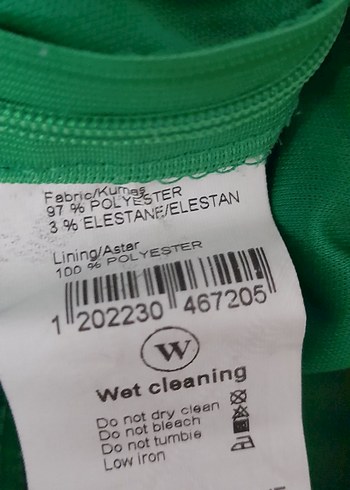 Fabric/Kumaş
97 % POLYESTER
3 % ELESTANE/ELESTAN
Lining/Astar
100 % POLYESTER
1 202230 467205
W
Wet cleaning
Do not dry clean
Do not bleach
Do not tumble
Low iron